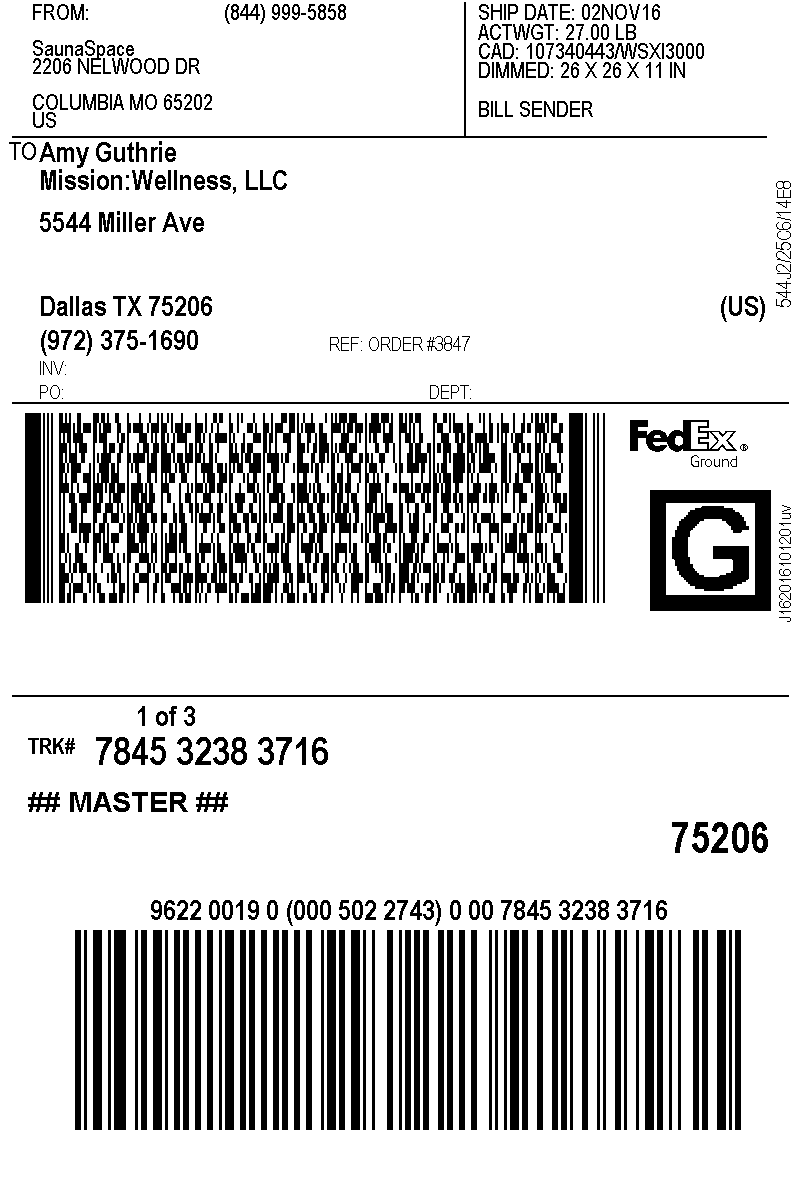 FROM: (844) 999-5858
SaunaSpace
2206 NELWOOD DR
COLUMBIA MO 65202
US
SHIP DATE: 02NOV16
ACTWGT: 27.00 LB
CAD: 107340443/WSXI3000
DIMMED: 26 X 26 X 11 IN
BILL SENDER
TO Amy Guthrie
Mission:Wellness, LLC
5544 Miller Ave
Dallas TX 75206 (US)
(972) 375-1690 REF: ORDER #3847
INV:
PO: DEPT:
544J2/25C6/14E8
FedEx®
Ground
G
J16201610120​1uv
1 of 3
TRK# 7845 3238 3716
## MASTER ##
75206
9622 0019 0 (000 502 2743) 0 00 7845 3238 3716